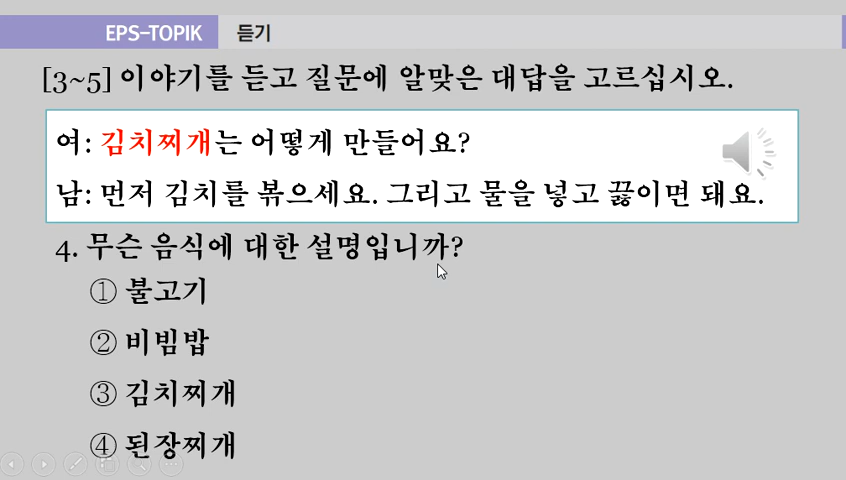 EPS-TOPIK 듣기
[3~5] 이야기를 듣고 질문에 알맞은 대답을 고르십시오.
여: 김치찌개는 어떻게 만들어요?
남: 먼저 김치를 볶으세요. 그리고 물을 넣고 끓이면 돼요.
4. 무슨 음식에 대한 설명입니까?
① 불고기
② 비빔밥
③ 김치찌개
④ 된장찌개